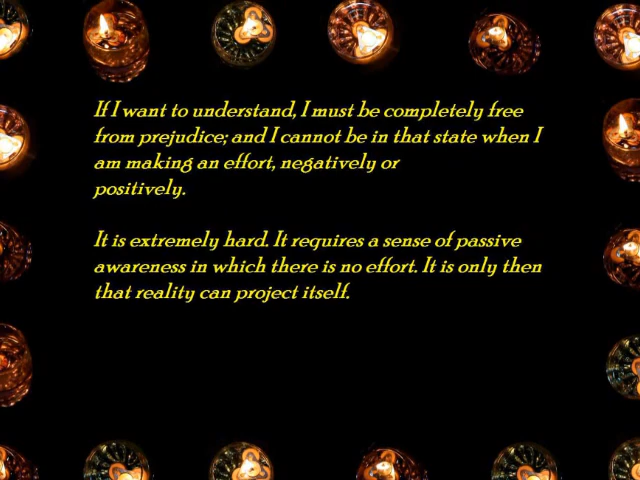 If I want to understand, I must be completely free
from prejudice; and I cannot be in that state when I
am making an effort, negatively or
positively.
It is extremely hard. It requires a sense of passive
awareness in which there is no effort. It is only then
that reality can project itself.